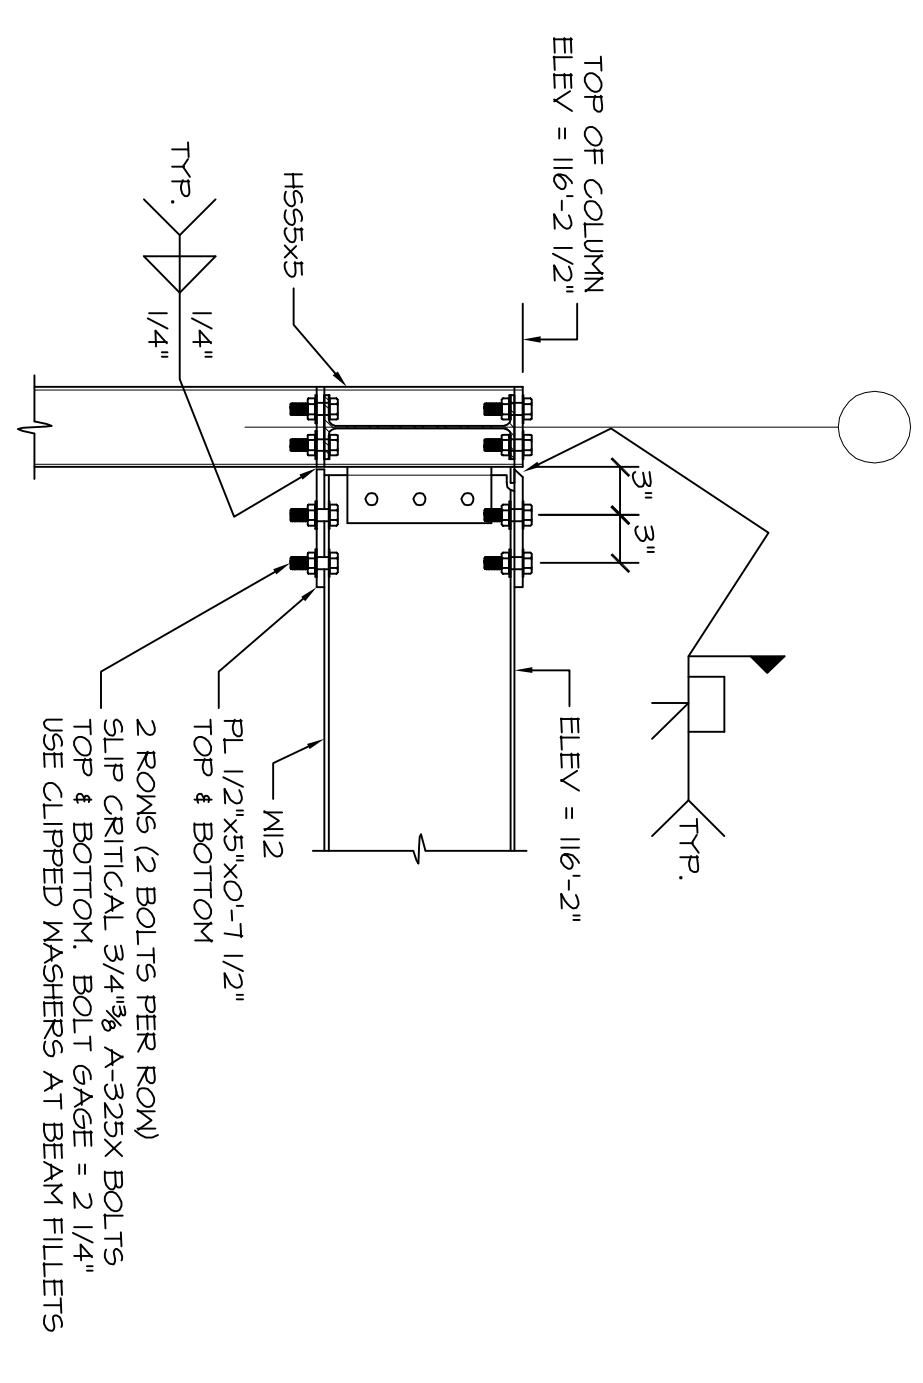 TOP OF COLUMN
ELEV = 116'-2 1/2"
3"
3"
TYP.
ELEV = 116'-2"
HSS5x5
TYP.
1/4"
1/4"
W12
PL 1/2"x5"x0'-7 1/2"
TOP & BOTTOM
2 ROWS (2 BOLTS PER ROW)
SLIP CRITICAL 3/4"⅜ A-325X BOLTS
TOP & BOTTOM. BOLT GAGE = 2 1/4"
USE CLIPPED WASHERS AT BEAM FILLETS